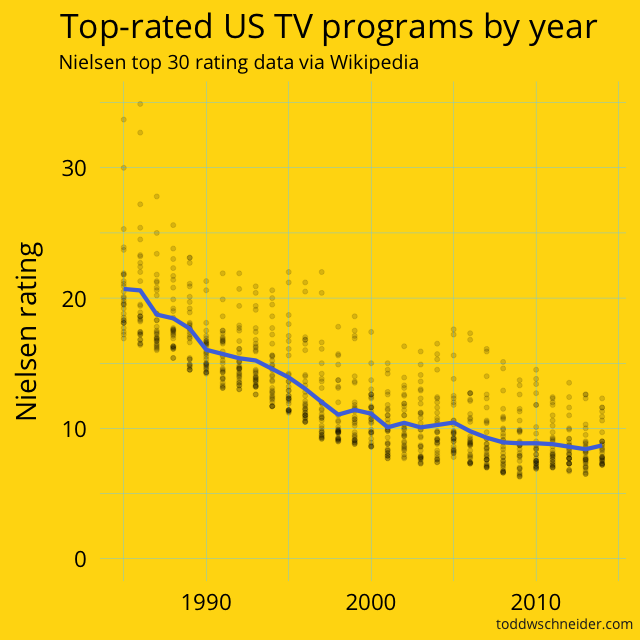 Top-rated US TV programs by year
Nielsen top 30 rating data via Wikipedia
Nielsen rating
30
20
10
0
1990
2000
2010
toddwschneider.com